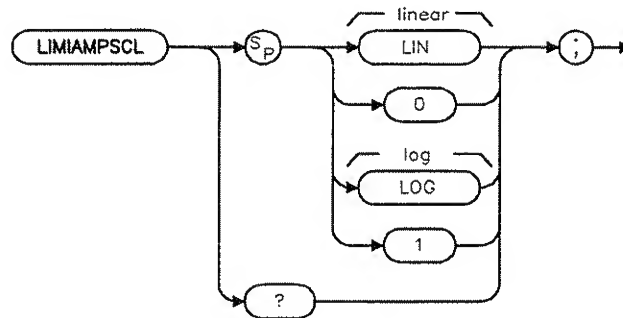 linear
LIMIAMPSCL SP LIN ;
0
log
LOG
1
?